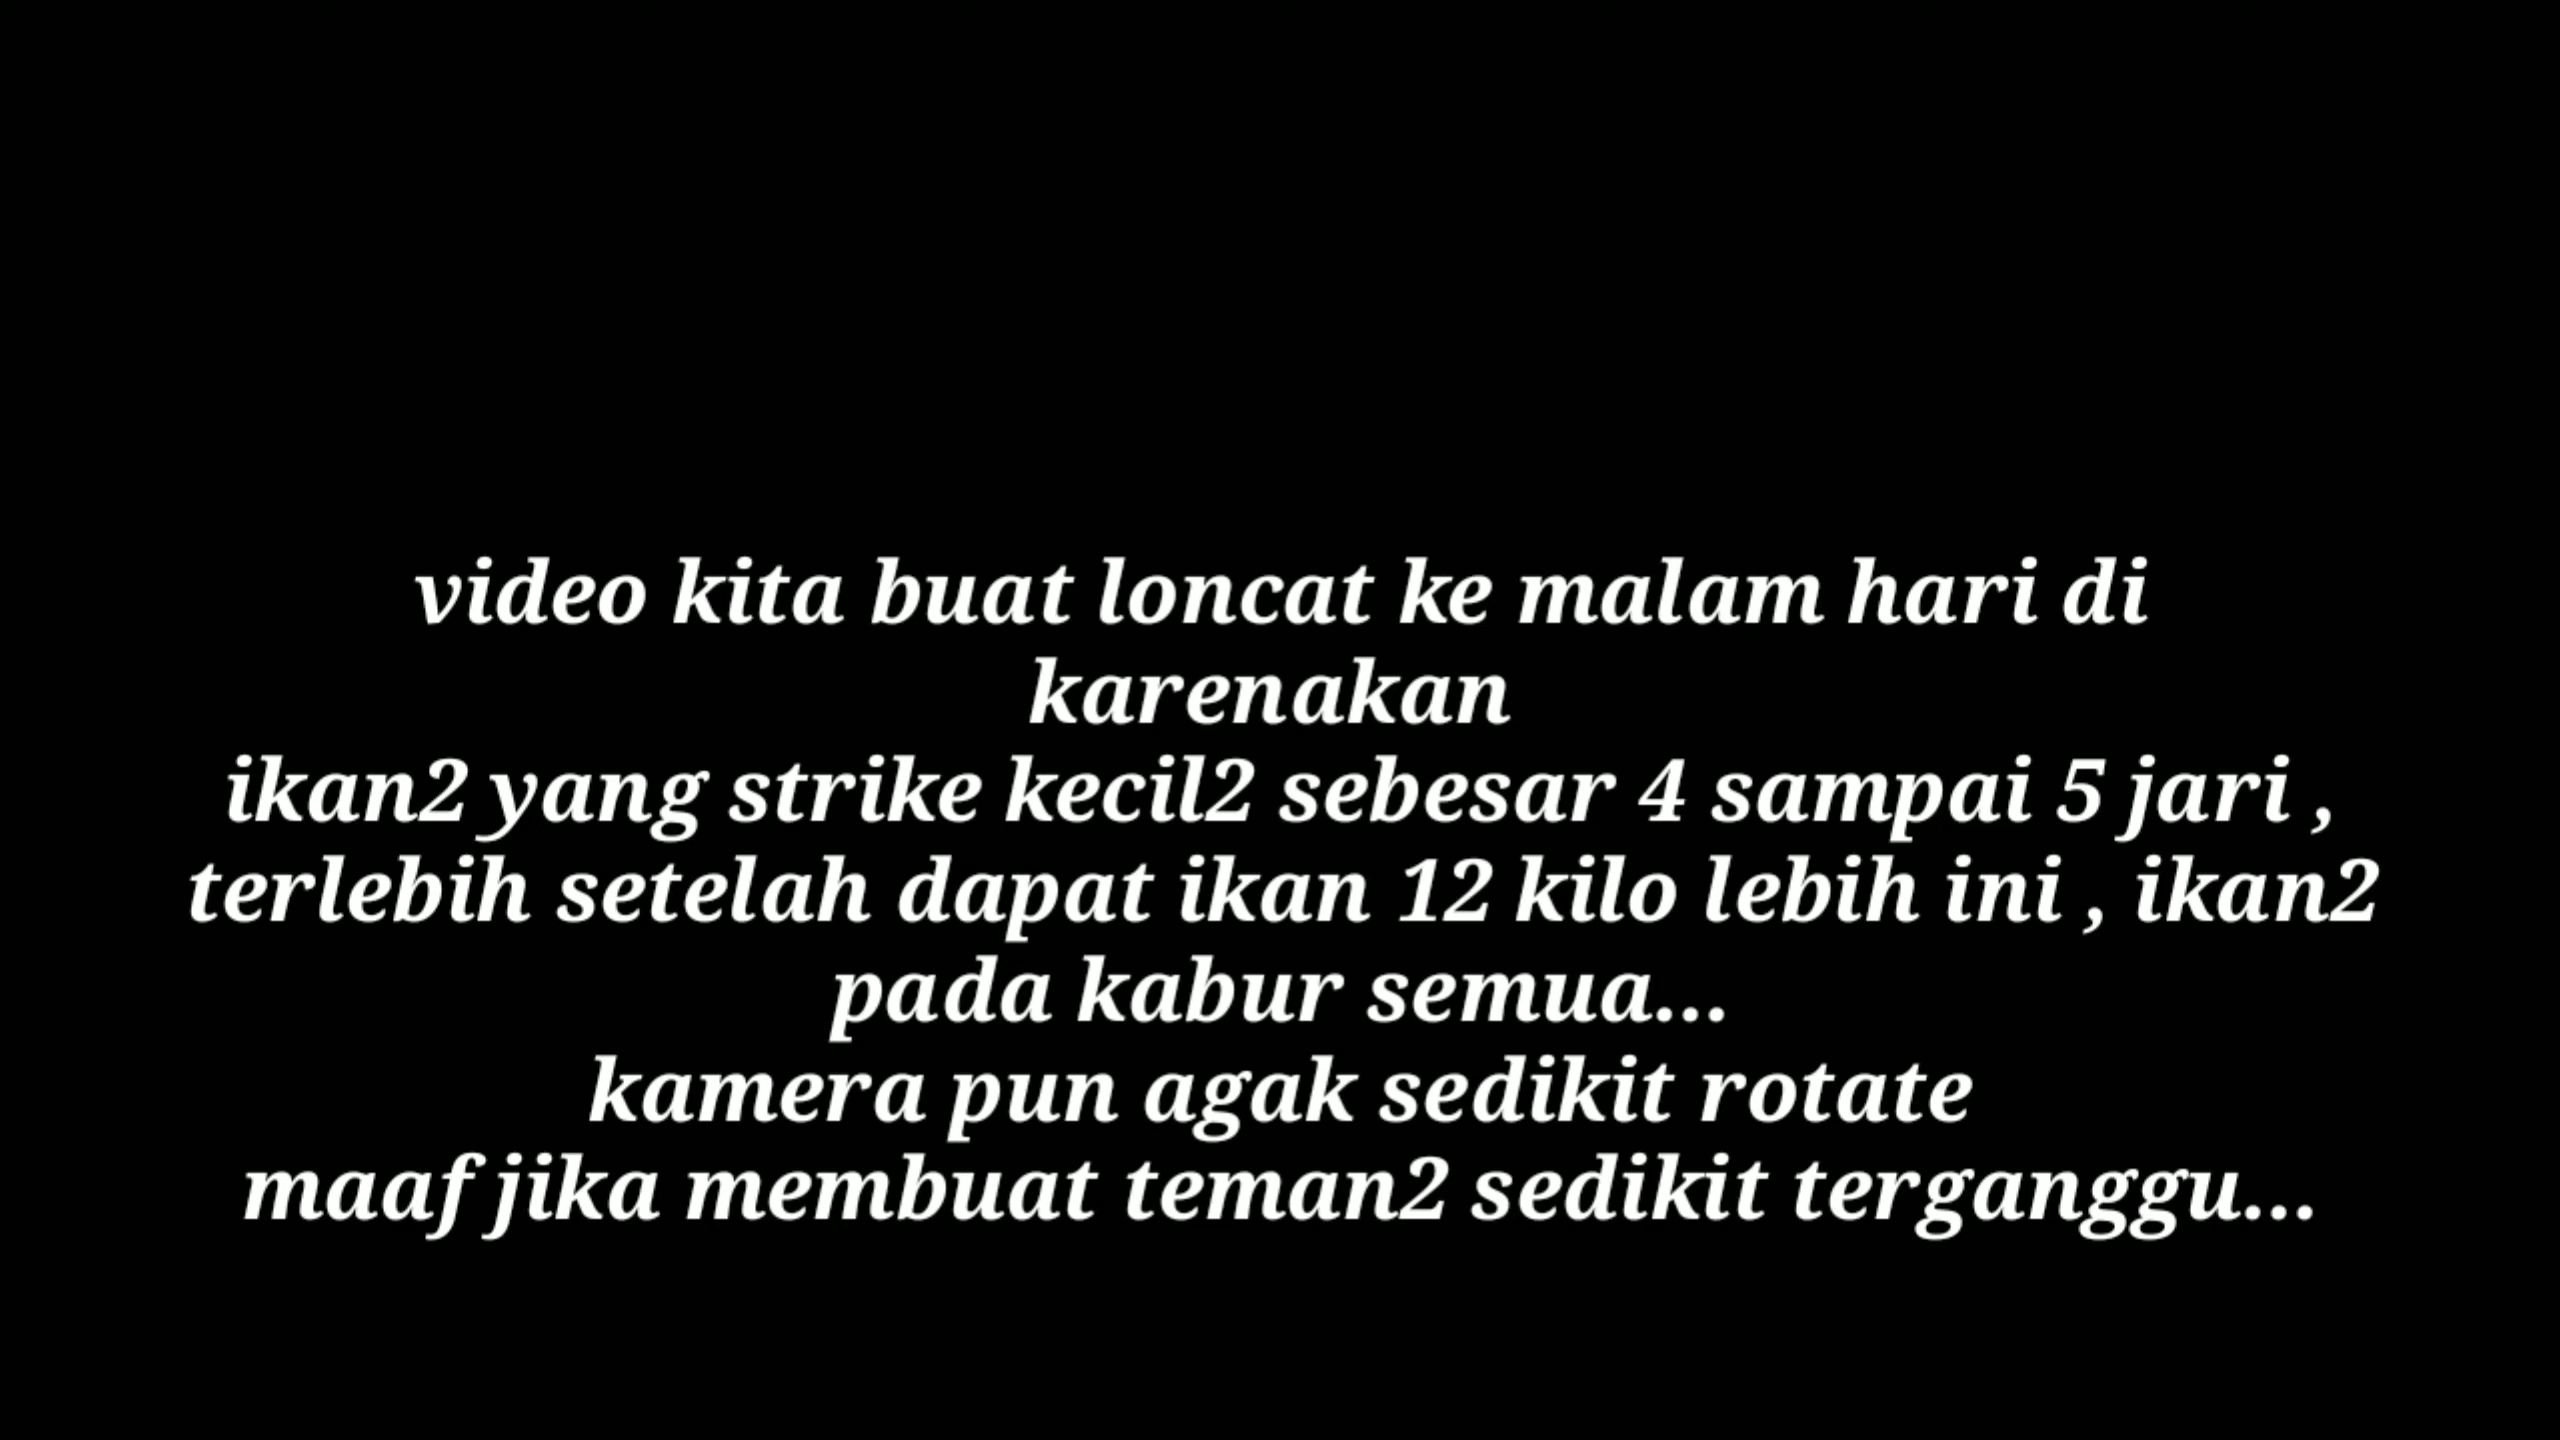 video kita buat loncat ke malam hari di
karenakan
ikan2 yang strike kecil2 sebesar 4 sampai 5 jari ,
terlebih setelah dapat ikan 12 kilo lebih ini , ikan2
pada kabur semua...
kamera pun agak sedikit rotate
maaf jika membuat teman2 sedikit terganggu...